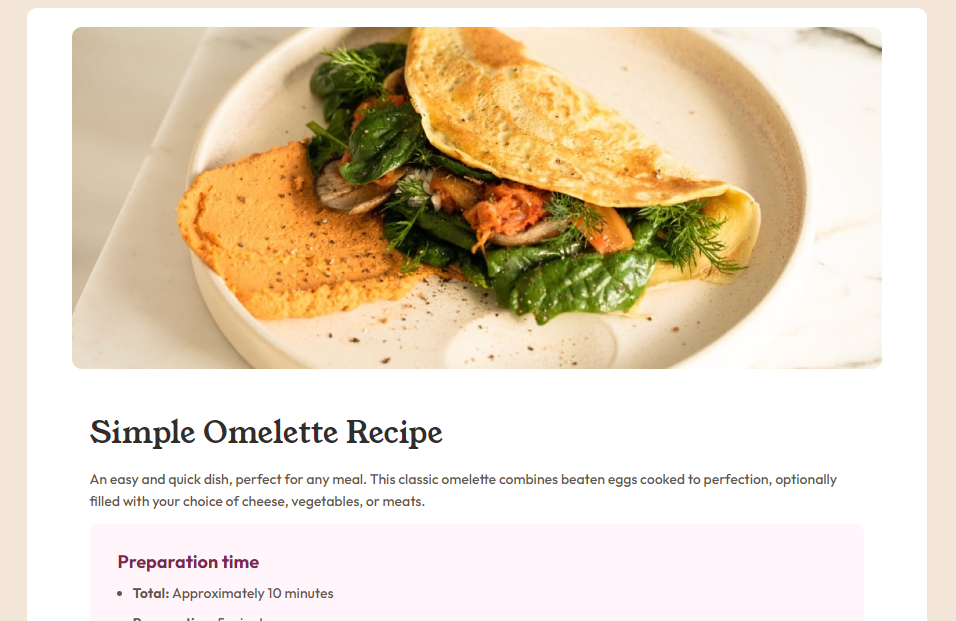 Simple Omelette Recipe
An easy and quick dish, perfect for any meal. This classic omelette combines beaten eggs cooked to perfection, optionally
filled with your choice of cheese, vegetables, or meats.
Preparation time
Total: Approximately 10 minutes